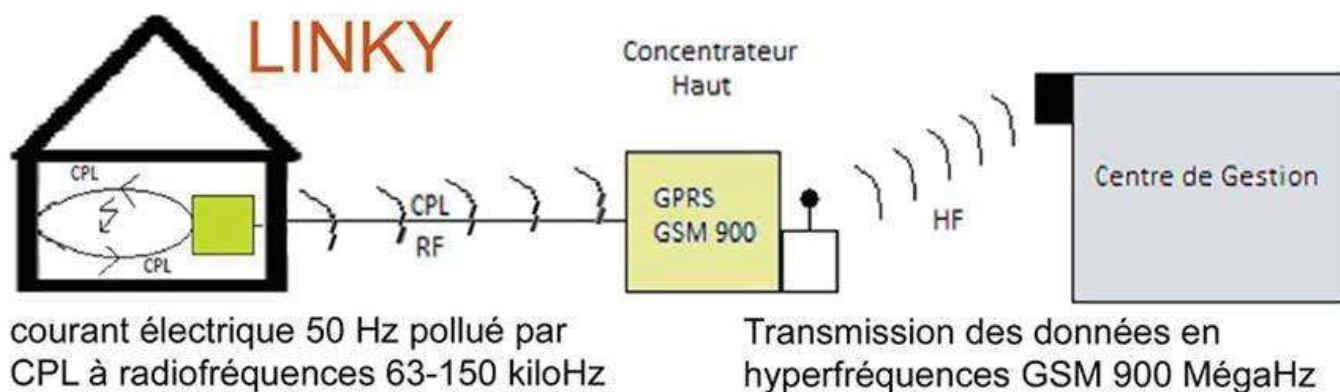 LINKY
Concentrateur
Haut
CPL
CPL
CPL
RF
GPRS
GSM 900
HF
Centre de Gestion
courant électrique 50 Hz pollué par
CPL à radiofréquences 63-150 kiloHz
Transmission des données en
hyperfréquences GSM 900 MégaHz